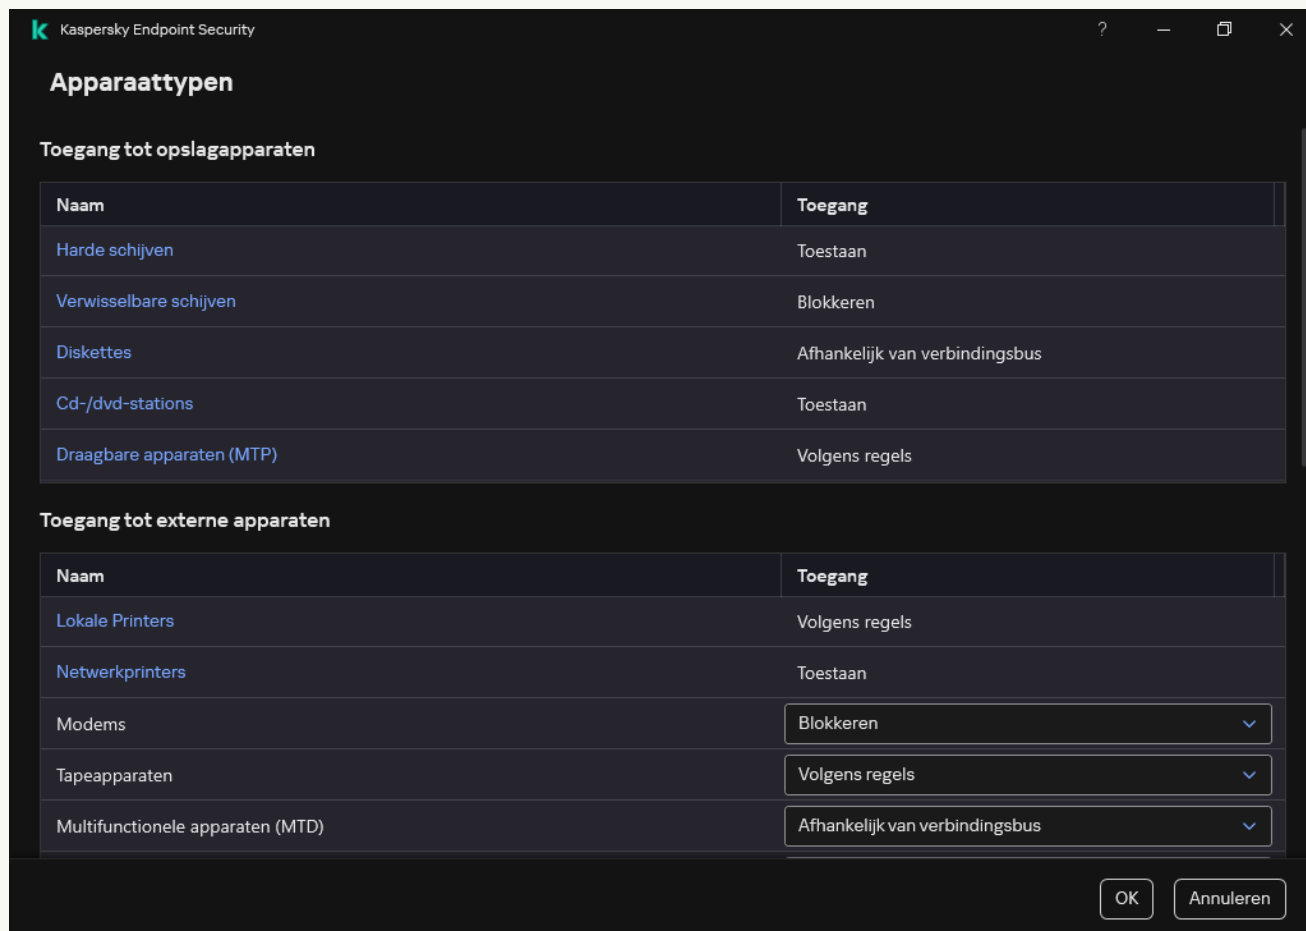 Kaspersky Endpoint Security
?
Apparaattypen
Toegang tot opslagapparaten
Naam Toegang
Harde schijven Toestaan
Verwisselbare schijven Blokkeren
Diskettes Afhankelijk van verbindingsbus
Cd-/dvd-stations Toestaan
Draagbare apparaten (MTP) Volgens regels
Toegang tot externe apparaten
Naam Toegang
Lokale Printers Volgens regels
Netwerkprinters Toestaan
Modems Blokkeren
Tapeapparaten Volgens regels
Multifunctionele apparaten (MTD) Afhankelijk van verbindingsbus
OK Annuleren